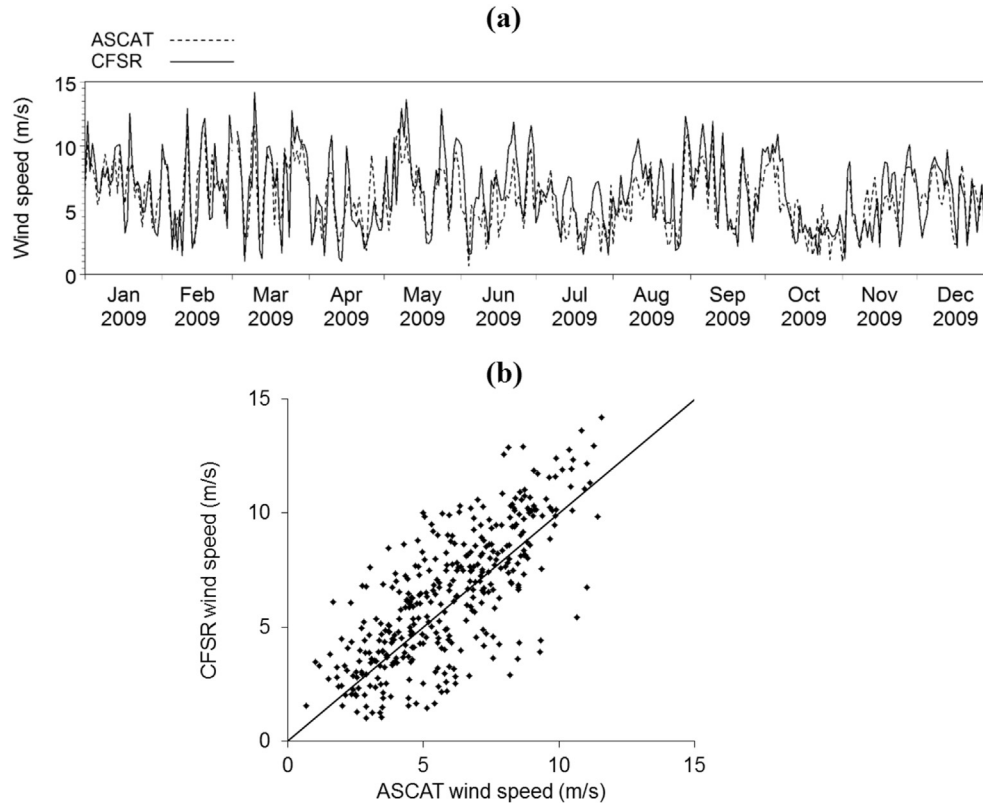 (a)
ASCAT
CFSR
Wind speed (m/s)
15
10
5
0
Jan Feb Mar Apr May Jun Jul Aug Sep Oct Nov Dec
2009 2009 2009 2009 2009 2009 2009 2009 2009 2009 2009 2009
(b)
CFSR wind speed (m/s)
15
10
5
0
0 5 10 15
ASCAT wind speed (m/s)